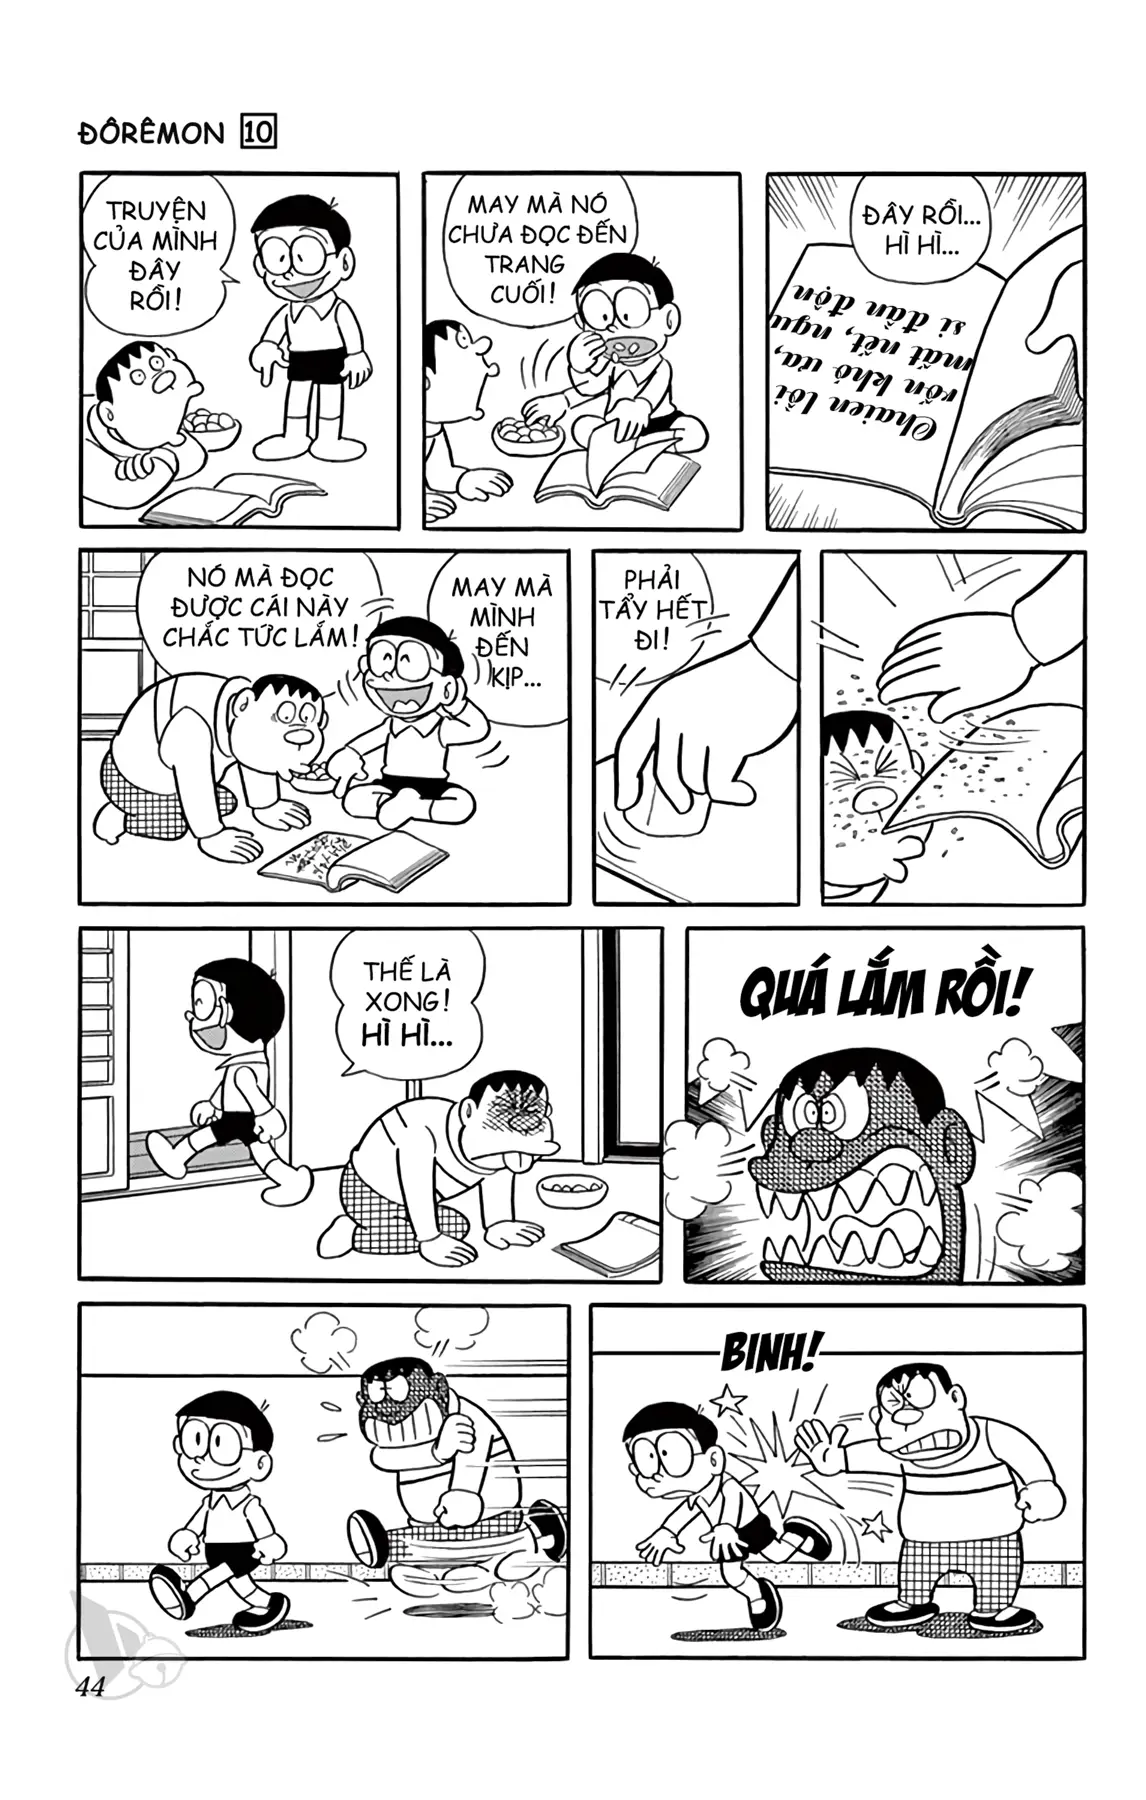 ĐÔRÊMON 10
TRUYỆN
CỦA MÌNH
ĐÂY
RỒI!
MAY MÀ NÓ
CHƯA ĐỌC ĐẾN
TRANG
CUỐI!
ĐÂY RỒI...
HÌ HÌ...
Chaien lồi
rốn khó ưa,
mất nết, ngu
si đần độn
NÓ MÀ ĐỌC
ĐƯỢC CÁI NÀY
CHẮC TỨC LẮM!
MAY MÀ
MÌNH
ĐẾN
KỊP...
PHẢI
TẨY HẾT
ĐI!
THẾ LÀ
XONG!
HÌ HÌ...
QUÁ LẮM RỒI!
BINH!
44